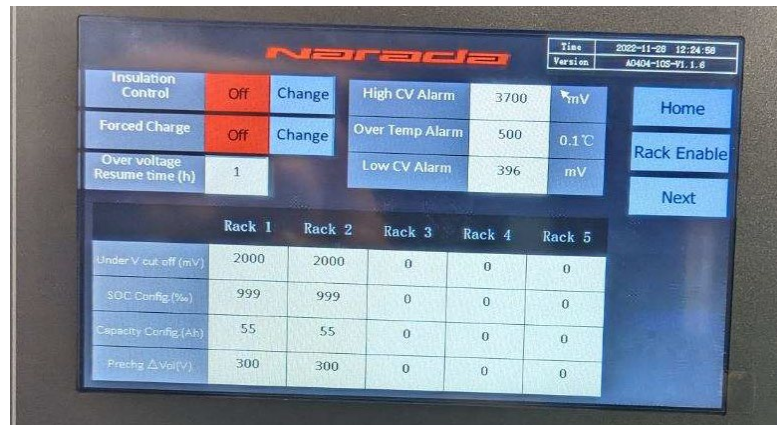 narada
Time 2022-11-28 12:24:58
Version A0404-10S-V1.1.6
Insulation
Control Off Change
High CV Alarm 3700 mV
Home
Forced Charge Off Change
Over Temp Alarm 500 0.1℃
Rack Enable
Over voltage
Resume time (h) 1
Low CV Alarm 396 mV
Next
Rack 1 Rack 2 Rack 3 Rack 4 Rack 5
Under V cut off (mV) 2000 2000 0 0 0
SOC Config.(‰) 999 999 0 0 0
Capacity Config.(Ah) 55 55 0 0 0
Prechg △Vol(V) 300 300 0 0 0